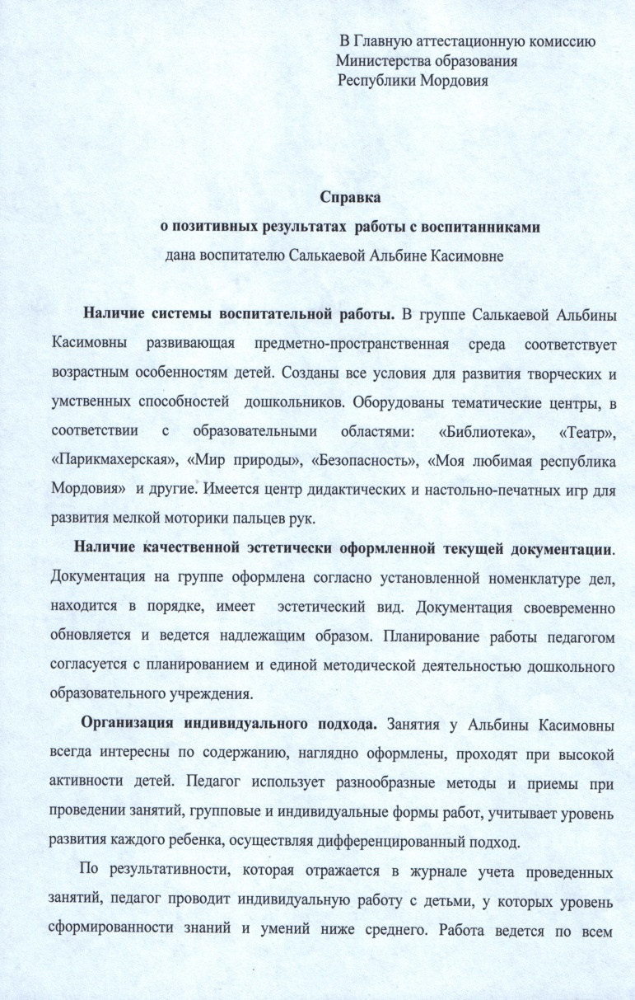 В Главную аттестационную комиссию
Министерства образования
Республики Мордовия
Справка
о позитивных результатах работы с воспитанниками
дана воспитателю Салькаевой Альбине Касимовне
Наличие системы воспитательной работы. В группе Салькаевой Альбины
Касимовны развивающая предметно-пространственная среда соответствует
возрастным особенностям детей. Созданы все условия для развития творческих и
умственных способностей дошкольников. Оборудованы тематические центры, в
соответствии с образовательными областями: «Библиотека», «Театр»,
«Парикмахерская», «Мир природы», «Безопасность», «Моя любимая республика
Мордовия» и другие. Имеется центр дидактических и настольно-печатных игр для
развития мелкой моторики пальцев рук.
Наличие качественной эстетически оформленной текущей документации.
Документация на группе оформлена согласно установленной номенклатуре дел,
находится в порядке, имеет эстетический вид. Документация своевременно
обновляется и ведется надлежащим образом. Планирование работы педагогом
согласуется с планированием и единой методической деятельностью дошкольного
образовательного учреждения.
Организация индивидуального подхода. Занятия у Альбины Касимовны
всегда интересны по содержанию, наглядно оформлены, проходят при высокой
активности детей. Педагог использует разнообразные методы и приемы при
проведении занятий, групповые и индивидуальные формы работ, учитывает уровень
развития каждого ребенка, осуществляя дифференцированный подход.
По результативности, которая отражается в журнале учета проведенных
занятий, педагог проводит индивидуальную работу с детьми, у которых уровень
сформированности знаний и умений ниже среднего. Работа ведется по всем